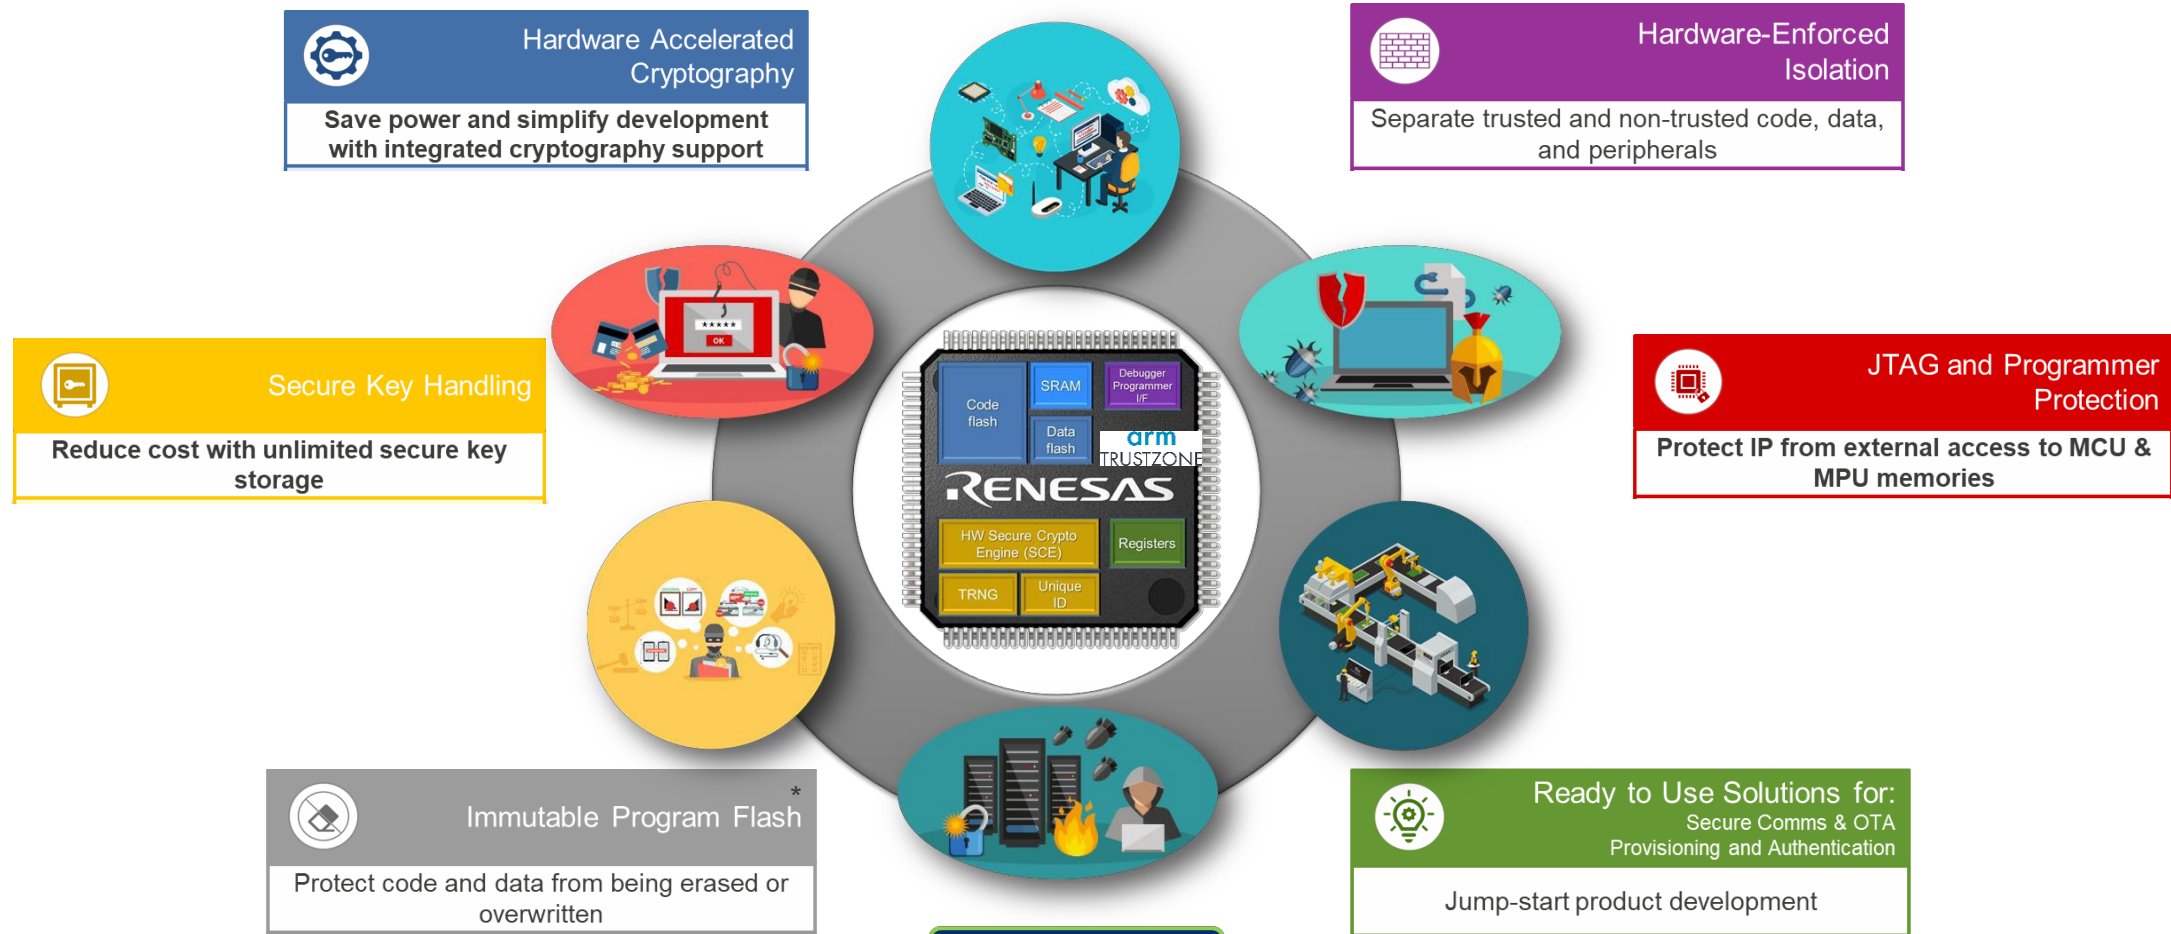 Hardware Accelerated
Cryptography
Save power and simplify development
with integrated cryptography support
Hardware-Enforced
Isolation
Separate trusted and non-trusted code, data,
and peripherals
Secure Key Handling
Reduce cost with unlimited secure key
storage
JTAG and Programmer
Protection
Protect IP from external access to MCU &
MPU memories
*****
OK
Code
flash
SRAM
Debugger
Programmer
I/F
Data
flash
arm
TRUSTZONE
RENESAS
HW Secure Crypto
Engine (SCE)
Registers
TRNG
Unique
ID
Immutable Program Flash*
Protect code and data from being erased or
overwritten
Ready to Use Solutions for:
Secure Comms & OTA
Provisioning and Authentication
Jump-start product development